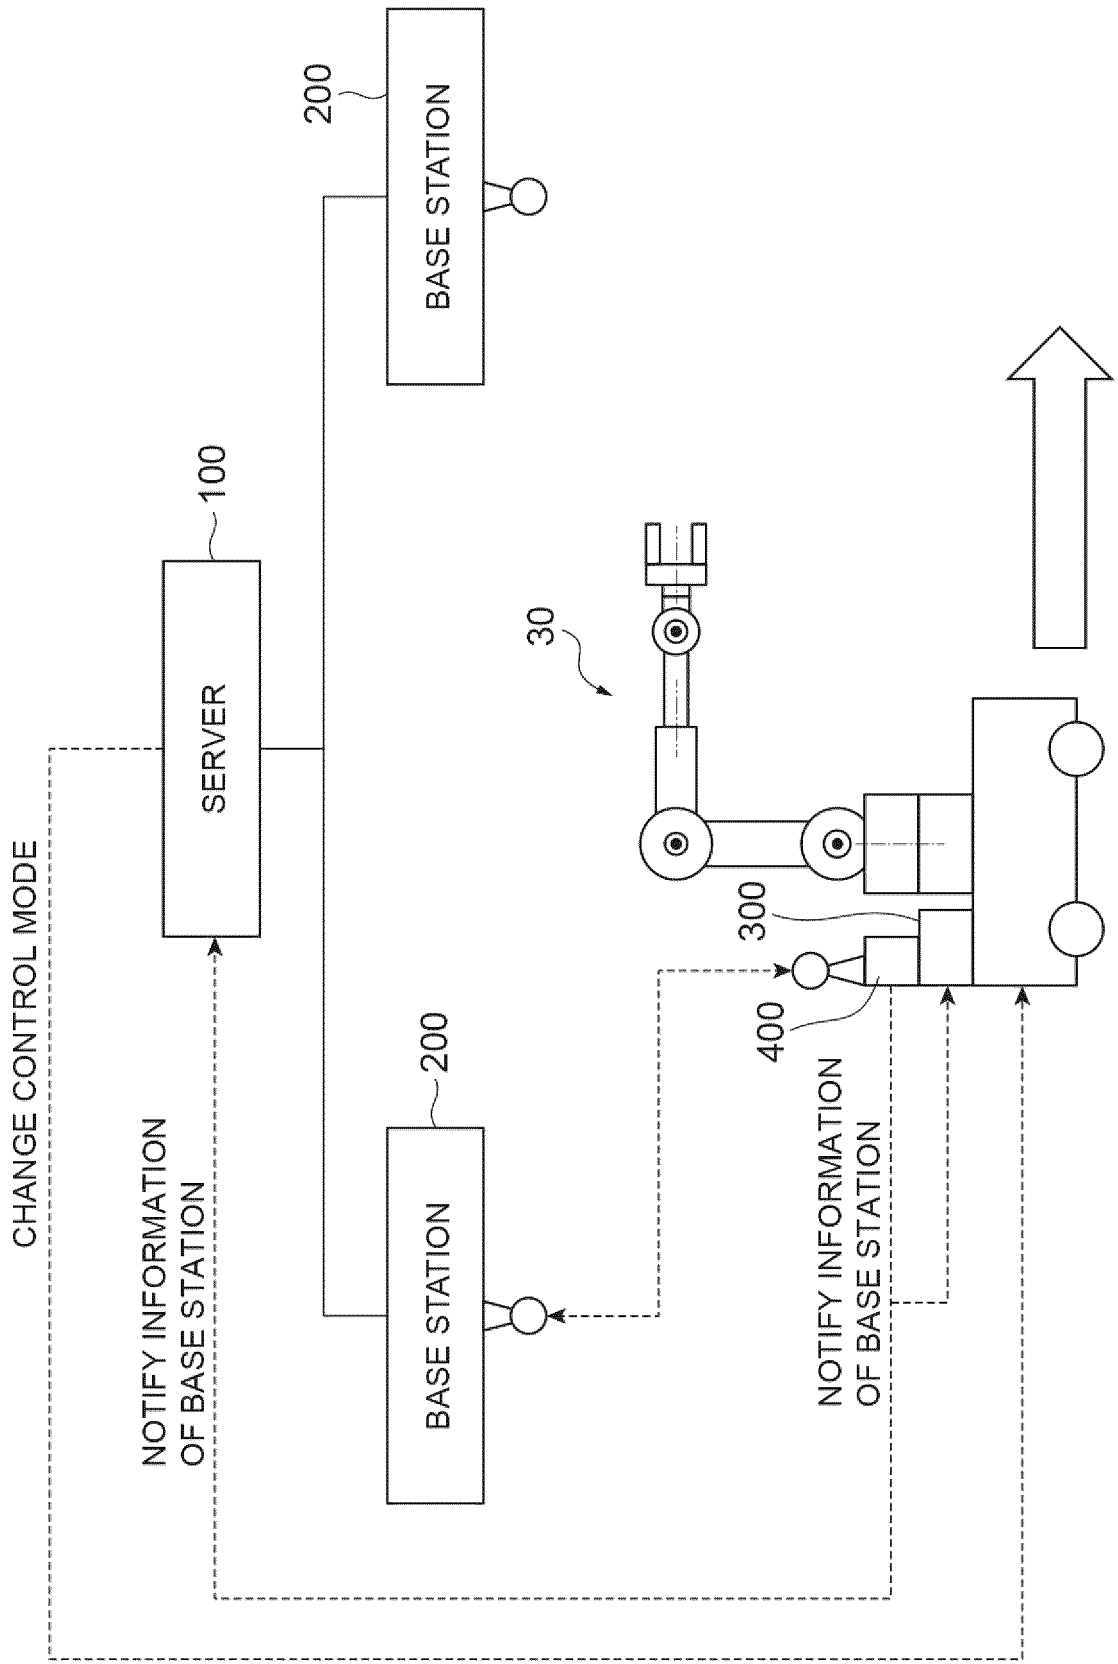 CHANGE CONTROL MODE
NOTIFY INFORMATION
OF BASE STATION
SERVER
100
BASE STATION
200
BASE STATION
200
30
300
400
NOTIFY INFORMATION
OF BASE STATION